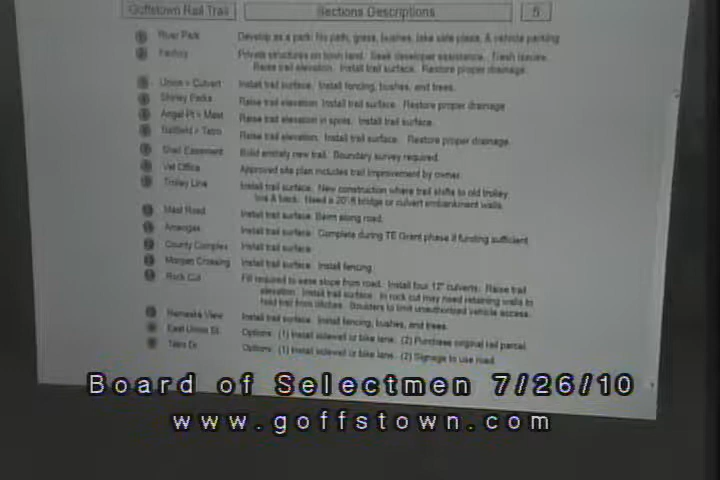 Goffstown Rail Trail Sections Descriptions 5
River Park Develop as a park: No path, grass, bushes, lake side plaza, & vehicle parking
Factory Private structures on town land. Seek developer assistance. Trash issues.
Raise trail elevation. Install trail surface. Restore proper drainage.
Union > Culvert Install trail surface. Install fencing, bushes, and trees.
Shirley Parks Raise trail elevation. Install trail surface. Restore proper drainage
Angel Pt > Mast Raise trail elevation in spots. Install trail surface.
Raise trail elevation. Install trail surface. Restore proper drainage.
Shell Easement Build entirely new trail. Boundary survey required.
Vet Office Approved site plan includes trail improvement by owner.
Trolley Line Install trail surface. New construction where trail shifts to old trolley
line & back. Need a 20' ft bridge or culvert embankment walls.
Mast Road Install trail surface. Berm along road.
Install trail surface. Complete during TE Grant phase if funding sufficient.
County Complex Install trail surface.
Morgan Crossing Install trail surface. Install fencing.
Rock Cut Fill required to ease slope from road. Install four 12" culverts. Raise trail
elevation. Install trail surface. In rock cut may need retaining walls to
hold trail from ditches. Boulders to limit unauthorized vehicle access.
Namaske View Install trail surface. Install fencing, bushes, and trees.
East Union St. Options: (1) Install sidewalk or bike lane. (2) Purchase original rail parcel.
Tatro Dr. Options: (1) Install sidewalk or bike lane. (2) Signage to use road.
Board of Selectmen 7/26/10
www.goffstown.com